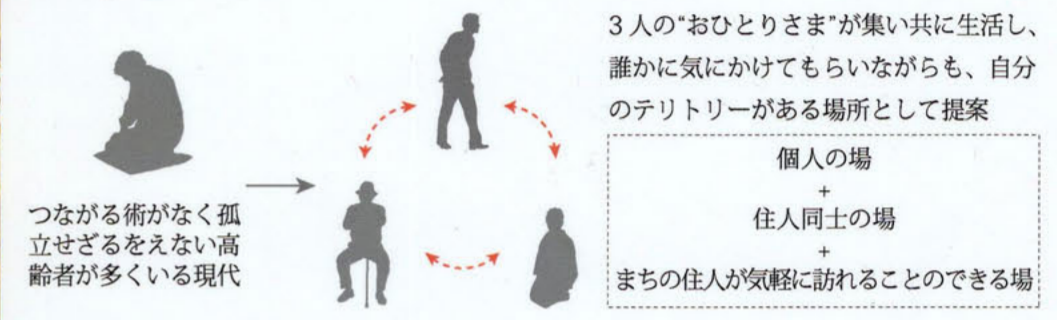 つながる術がなく孤
立せざるをえない高
齢者が多くいる現代
3人の“おひとりさま”が集い共に生活し、
誰かに気にかけてもらいながらも、自分
のテリトリーがある場所として提案
個人の場
+
住人同士の場
+
まちの住人が気軽に訪れることのできる場